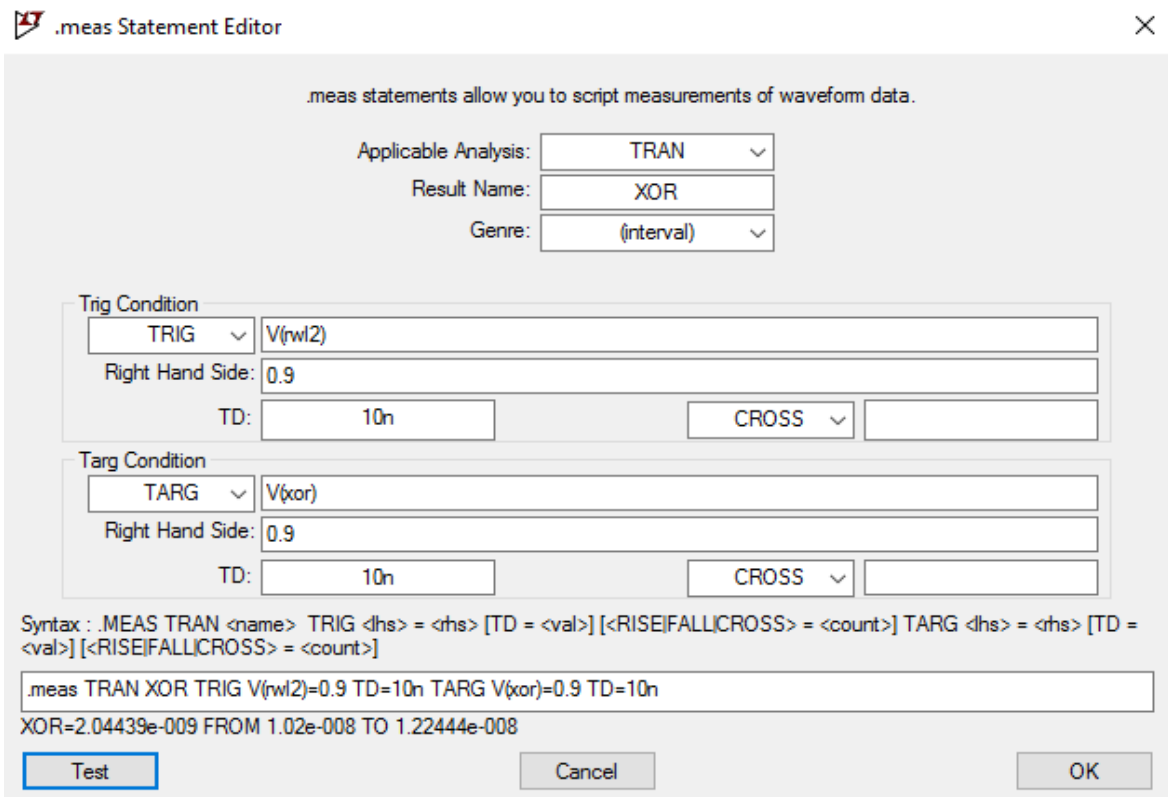 .meas Statement Editor
.meas statements allow you to script measurements of waveform data.
Applicable Analysis: TRAN
Result Name: XOR
Genre: (interval)
Trig Condition
TRIG V(rwl2)
Right Hand Side: 0.9
TD: 10n CROSS
Targ Condition
TARG V(xor)
Right Hand Side: 0.9
TD: 10n CROSS
Syntax : .MEAS TRAN <name> TRIG <lhs> = <rhs> [TD = <val>] [<RISE|FALL|CROSS> = <count>] TARG <lhs> = <rhs> [TD =
<val>] [<RISE|FALL|CROSS> = <count>]
.meas TRAN XOR TRIG V(rwl2)=0.9 TD=10n TARG V(xor)=0.9 TD=10n
XOR=2.04439e-009 FROM 1.02e-008 TO 1.22444e-008
Test Cancel OK